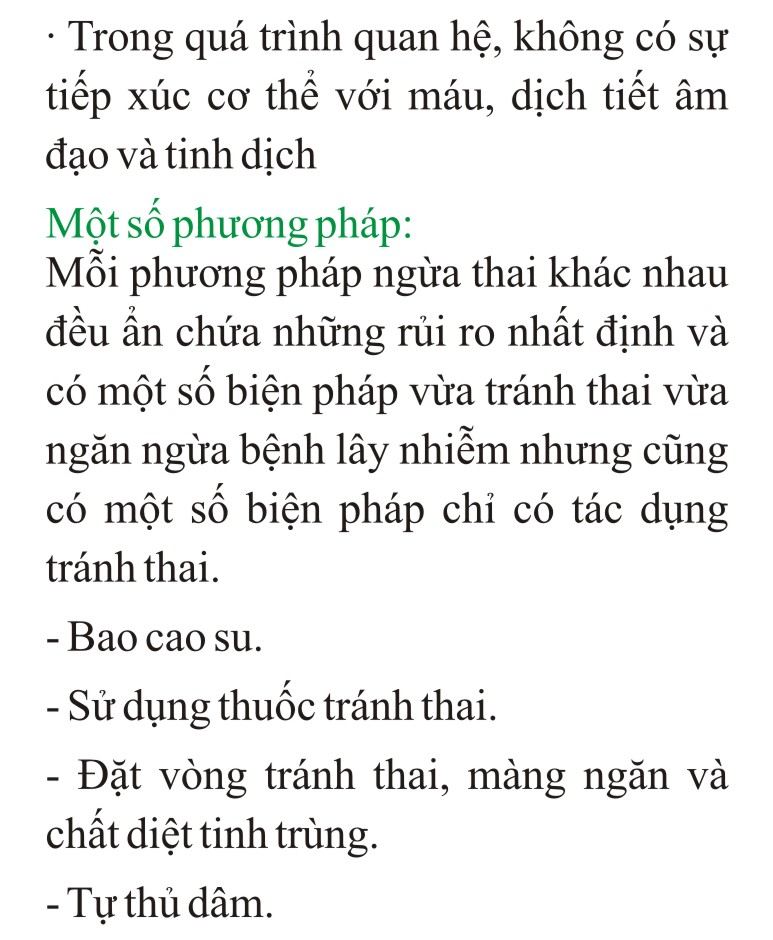 · Trong quá trình quan hệ, không có sự
tiếp xúc cơ thể với máu, dịch tiết âm
đạo và tinh dịch
Một số phương pháp:
Mỗi phương pháp ngừa thai khác nhau
đều ẩn chứa những rủi ro nhất định và
có một số biện pháp vừa tránh thai vừa
ngăn ngừa bệnh lây nhiễm nhưng cũng
có một số biện pháp chỉ có tác dụng
tránh thai.
- Bao cao su.
- Sử dụng thuốc tránh thai.
- Đặt vòng tránh thai, màng ngăn và
chất diệt tinh trùng.
- Tự thủ dâm.